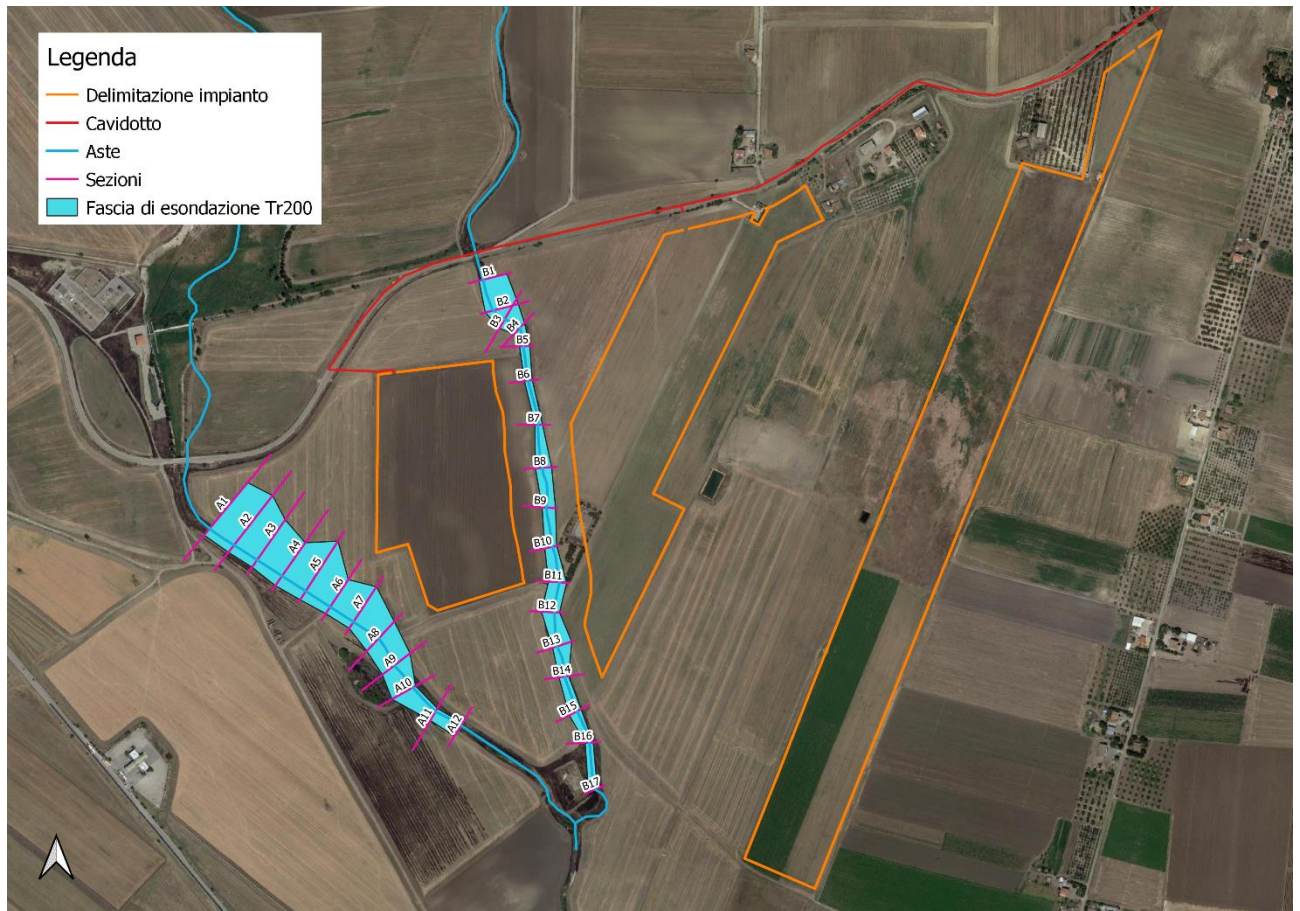 Legenda
Delimitazione impianto
Cavidotto
Aste
Sezioni
Fascia di esondazione Tr200
B1
B2
B3
B4
B5
B6
B7
B8
B9
B10
B11
B12
B13
B14
B15
B16
B17
A1
A2
A3
A4
A5
A6
A7
A8
A9
A10
A11
A12